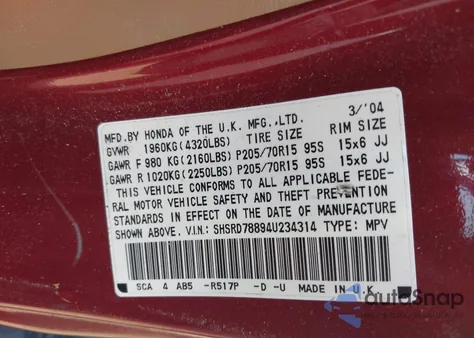 MFD. BY HONDA OF THE U.K. MFG.,LTD. 3/'04
GVWR 1960KG(4320LBS) TIRE SIZE RIM SIZE
GAWR F 980 KG(2160LBS) P205/70R15 95S 15x6 JJ
GAWR R 1020KG(2250LBS) P205/70R15 95S 15x6 JJ
THIS VEHICLE CONFORMS TO ALL APPLICABLE FEDE-
RAL MOTOR VEHICLE SAFETY AND THEFT PREVENTION
STANDARDS IN EFFECT ON THE DATE OF MANUFACTURE
SHOWN ABOVE. V.I.N.: SHSRD78894U234314 TYPE: MPV
SCA 4 AB5 -R517P -D -U MADE IN U.K.
autoSnap